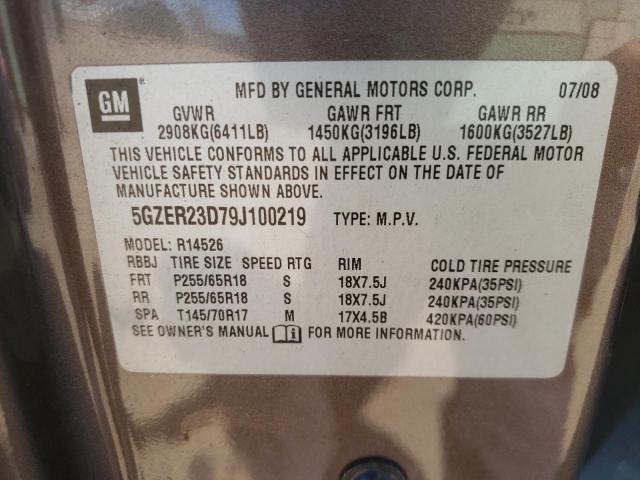 GM
MFD BY GENERAL MOTORS CORP. 07/08
GVWR GAWR FRT GAWR RR
2908KG(6411LB) 1450KG(3196LB) 1600KG(3527LB)
THIS VEHICLE CONFORMS TO ALL APPLICABLE U.S. FEDERAL MOTOR
VEHICLE SAFETY STANDARDS IN EFFECT ON THE DATE OF
MANUFACTURE SHOWN ABOVE.
5GZER23D79J100219 TYPE: M.P.V.
MODEL: R14526
RBBJ TIRE SIZE SPEED RTG RIM COLD TIRE PRESSURE
FRT P255/65R18 S 18X7.5J 240KPA(35PSI)
RR P255/65R18 S 18X7.5J 240KPA(35PSI)
SPA T145/70R17 M 17X4.5B 420KPA(60PSI)
SEE OWNER'S MANUAL FOR MORE INFORMATION.